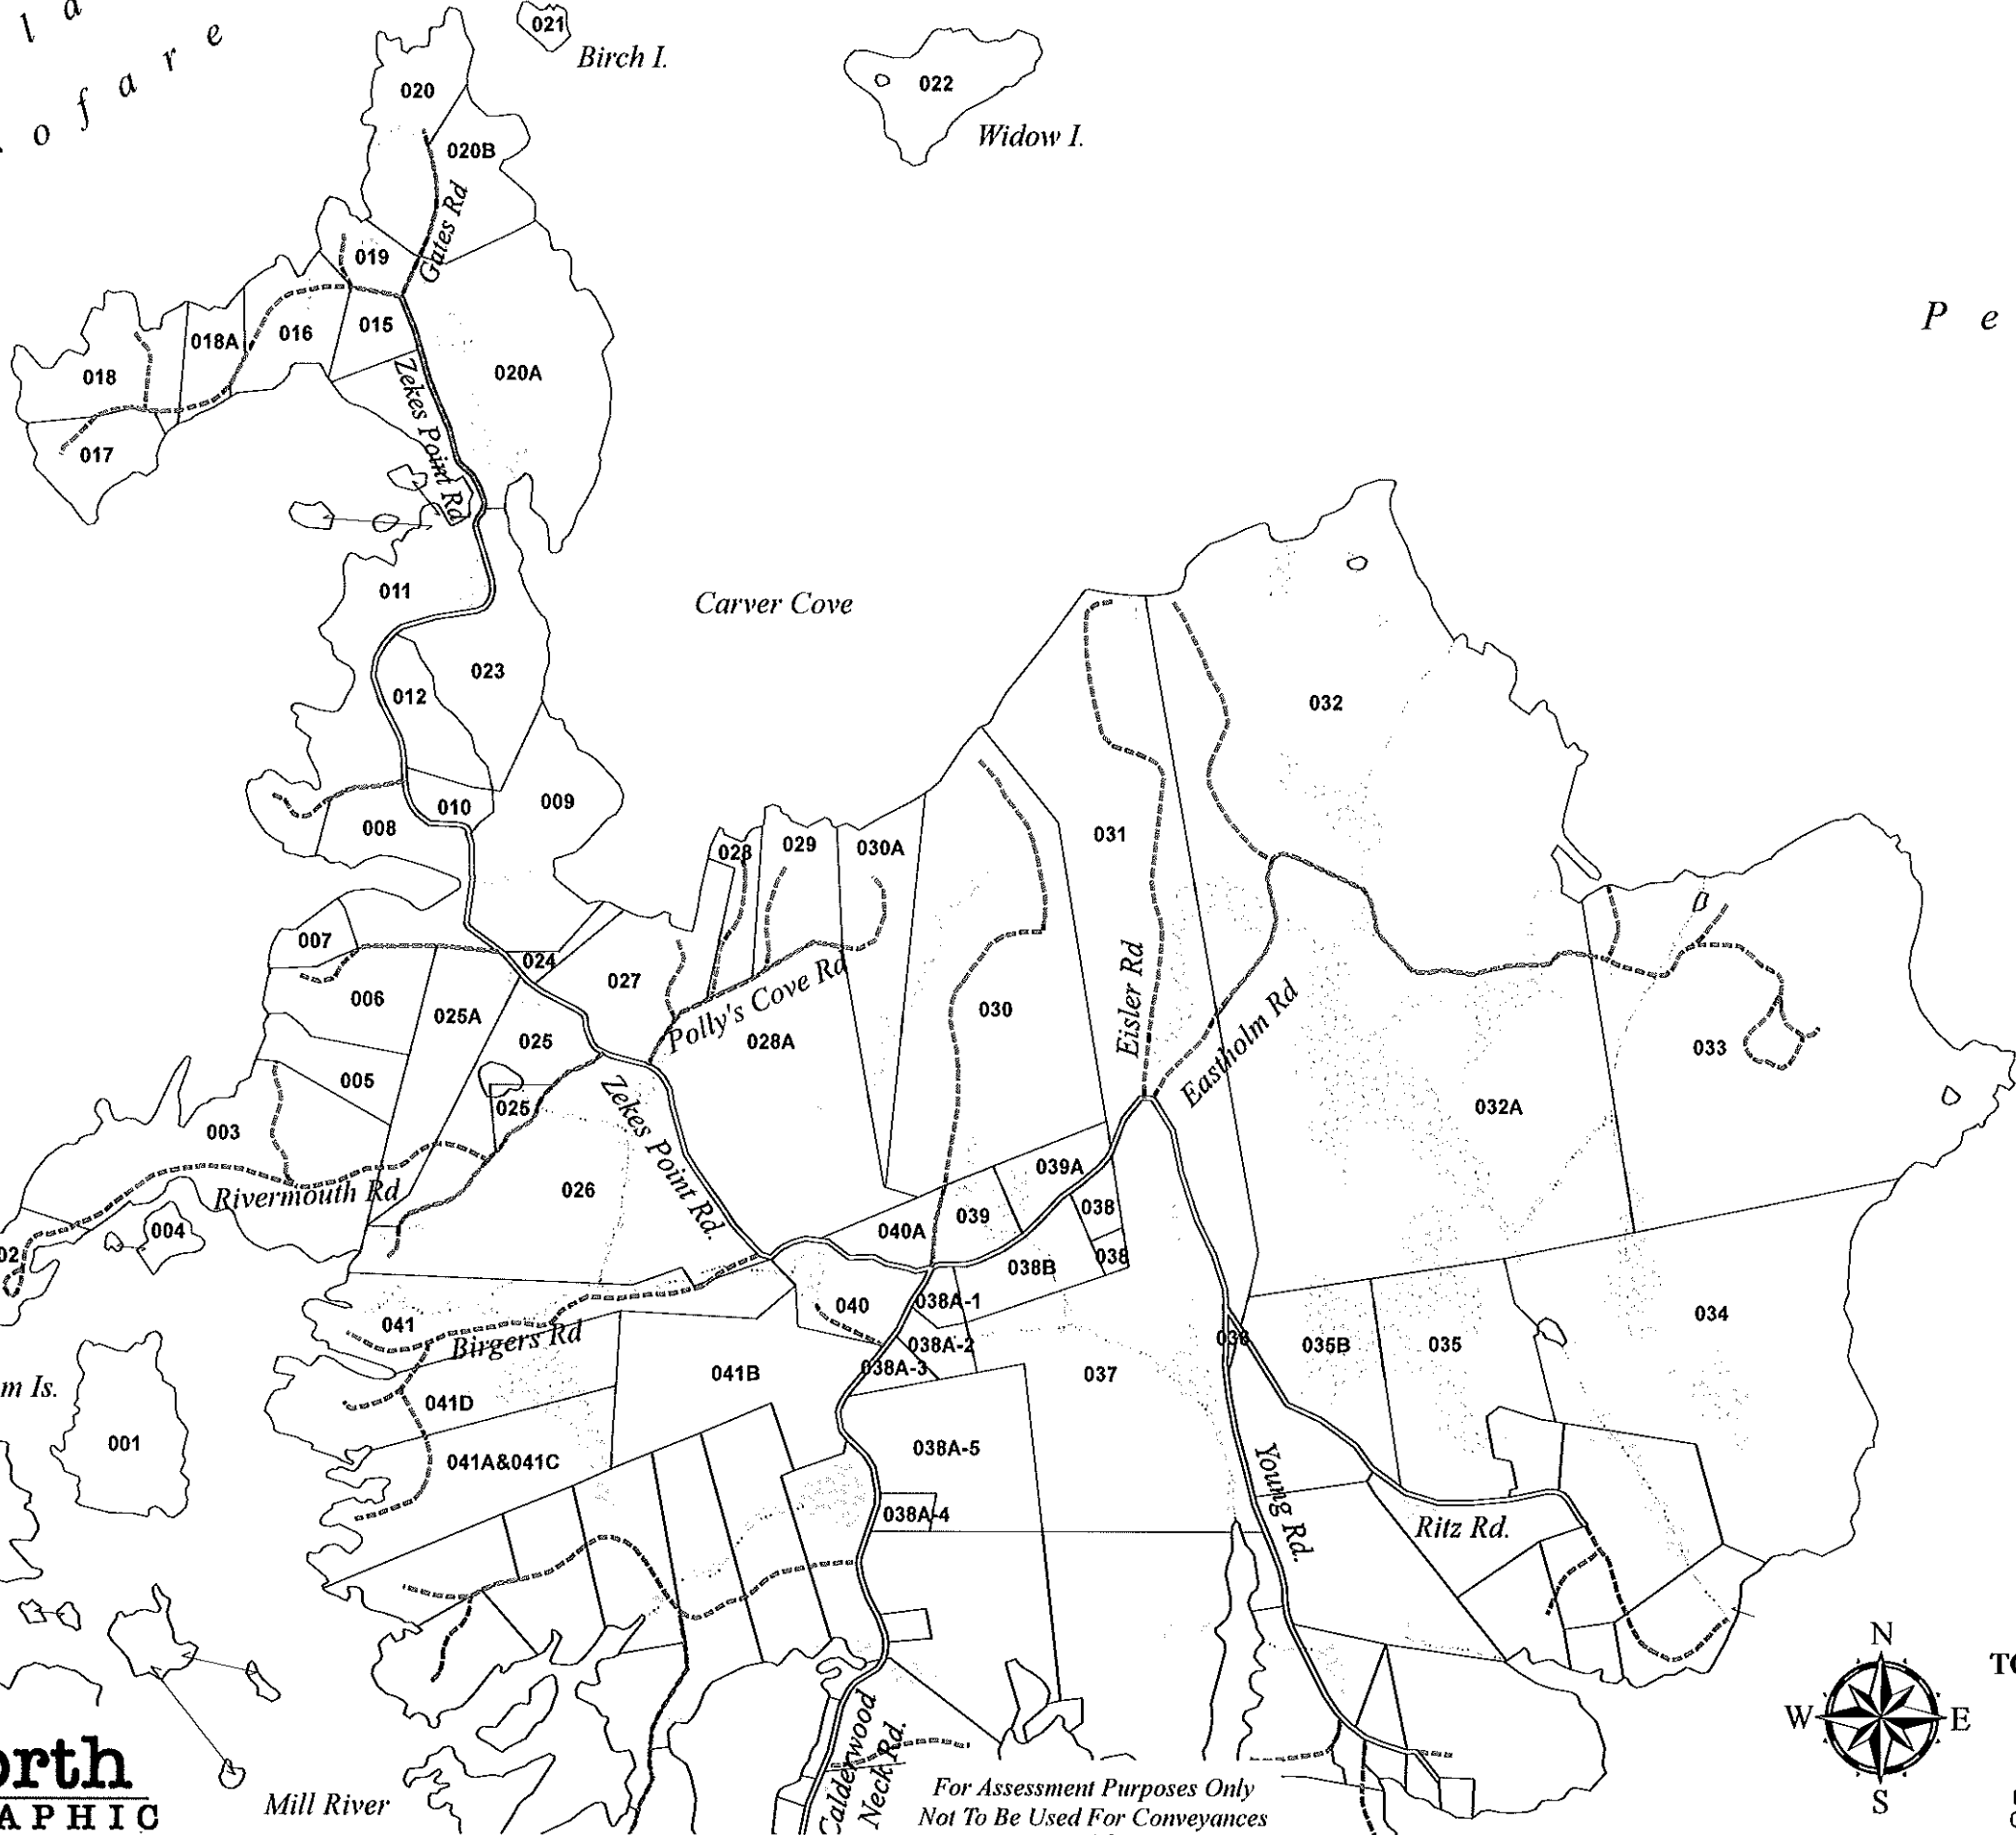 l a
o f a r e
021
Birch I.
020
022
Widow I.
020B
Gates Rd
019
P e
015
016
018A
018
020A
Zekes Point Rd
017
011
Carver Cove
023
012
032
010
009
008
031
028
029
030A
007
024
027
006
025A
Polly's Cove Rd
030
Eisler Rd
Eastholm Rd
025
028A
033
005
025
Zekes Point Rd.
032A
003
039A
Rivermouth Rd
026
038
039
004
040A
02
038
038B
040
038A-1
041
034
Birgers Rd
038A-2
036
035B
035
038A-3
041B
037
m Is.
041D
001
038A-5
041A&041C
Young Rd.
038A-4
Ritz Rd.
N
W
E
S
TO
orth
APHIC
Mill River
Calderwood
Neck Rd.
For Assessment Purposes Only
Not To Be Used For Conveyances